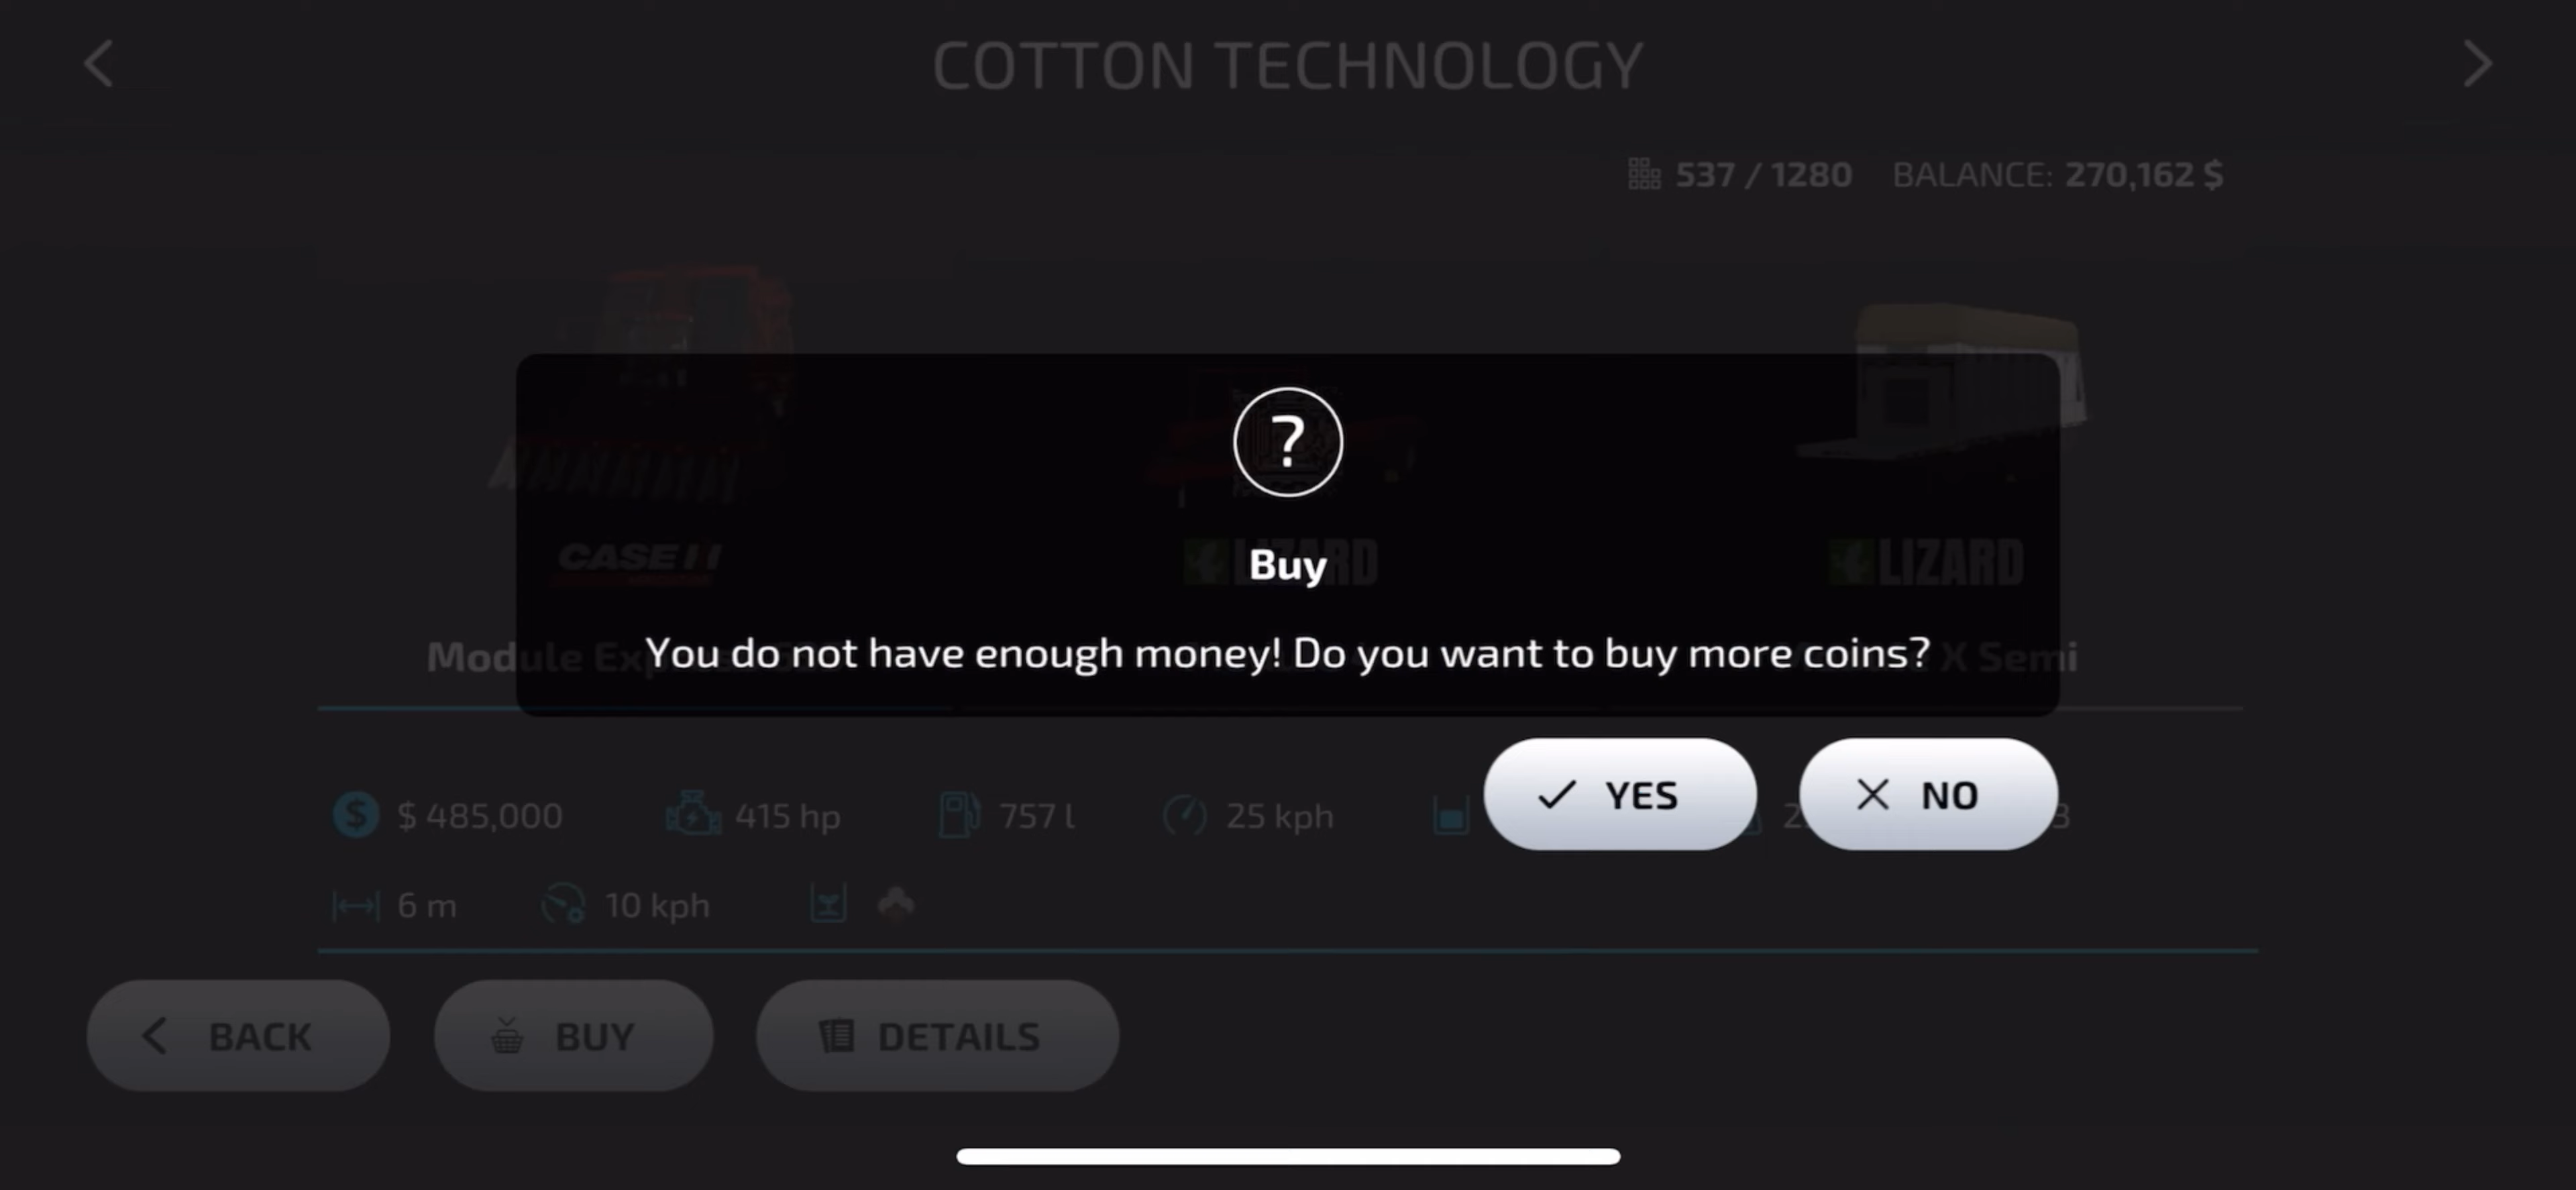 COTTON TECHNOLOGY
537 / 1280 BALANCE: 270,162 $
?
CASE IH
LIZARD
LIZARD
Buy
Module
X Semi
You do not have enough money! Do you want to buy more coins?
YES
NO
$ 485,000
415 hp
757 l
25 kph
6 m
10 kph
BACK
BUY
DETAILS